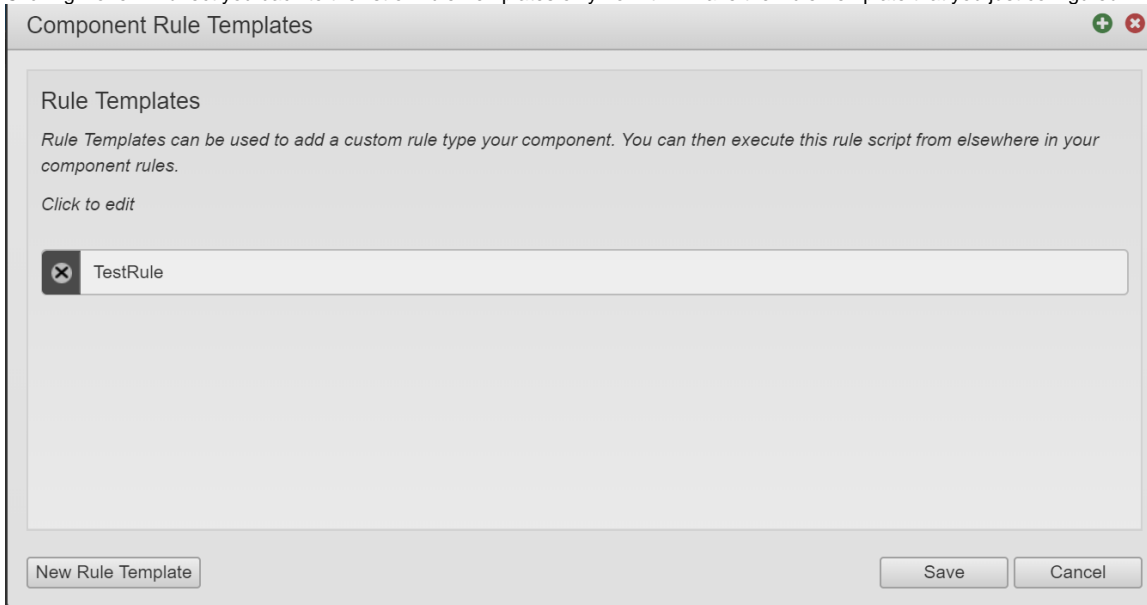 Component Rule Templates
Rule Templates
Rule Templates can be used to add a custom rule type your component. You can then execute this rule script from elsewhere in your
component rules.
Click to edit
TestRule
New Rule Template
Save
Cancel